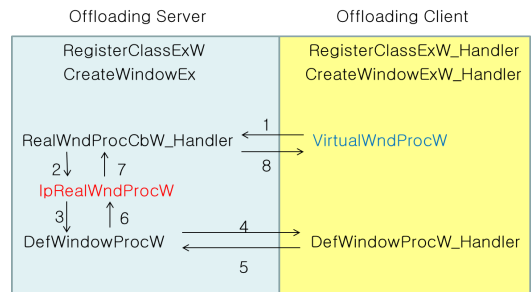 Offloading Server
Offloading Client
RegisterClassExW
RegisterClassExW_Handler
CreateWindowEx
CreateWindowExW_Handler
1
RealWndProcCbW_Handler
VirtualWndProcW
2
7
8
lpRealWndProcW
3
6
4
DefWindowProcW
DefWindowProcW_Handler
5